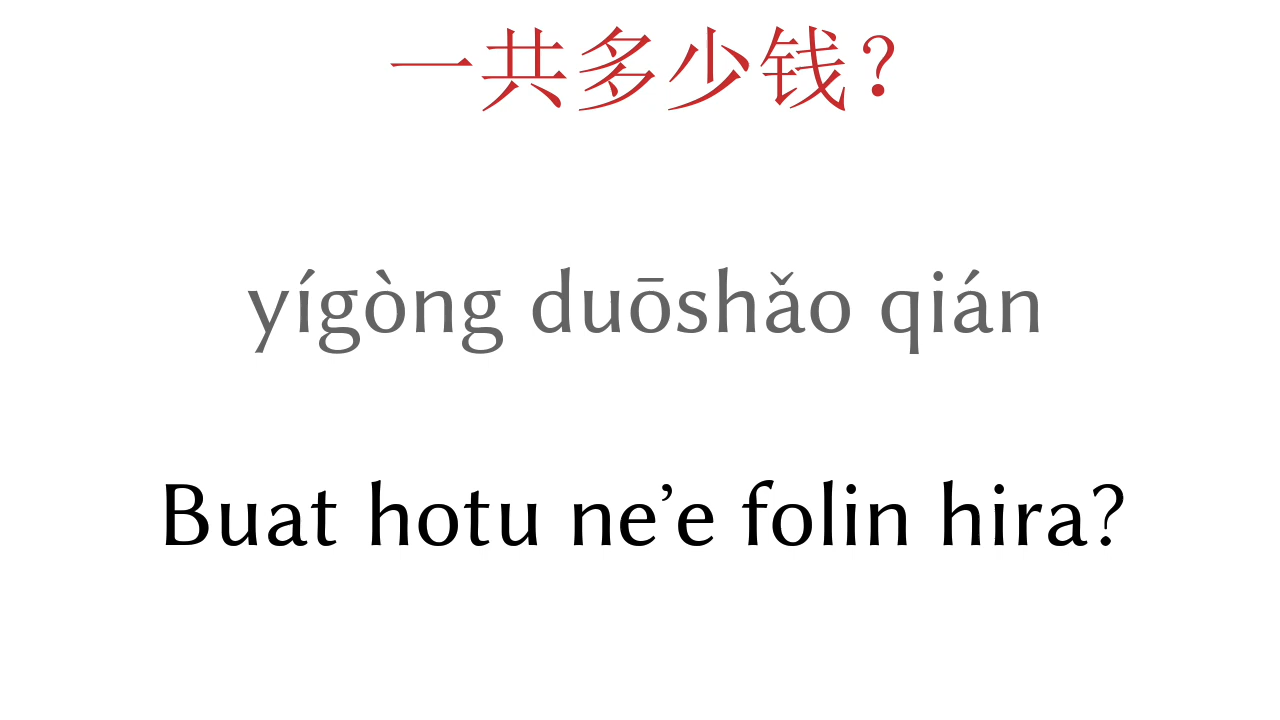 一共多少钱？
yígòng duōshǎo qián
Buat hotu ne’e folin hira?